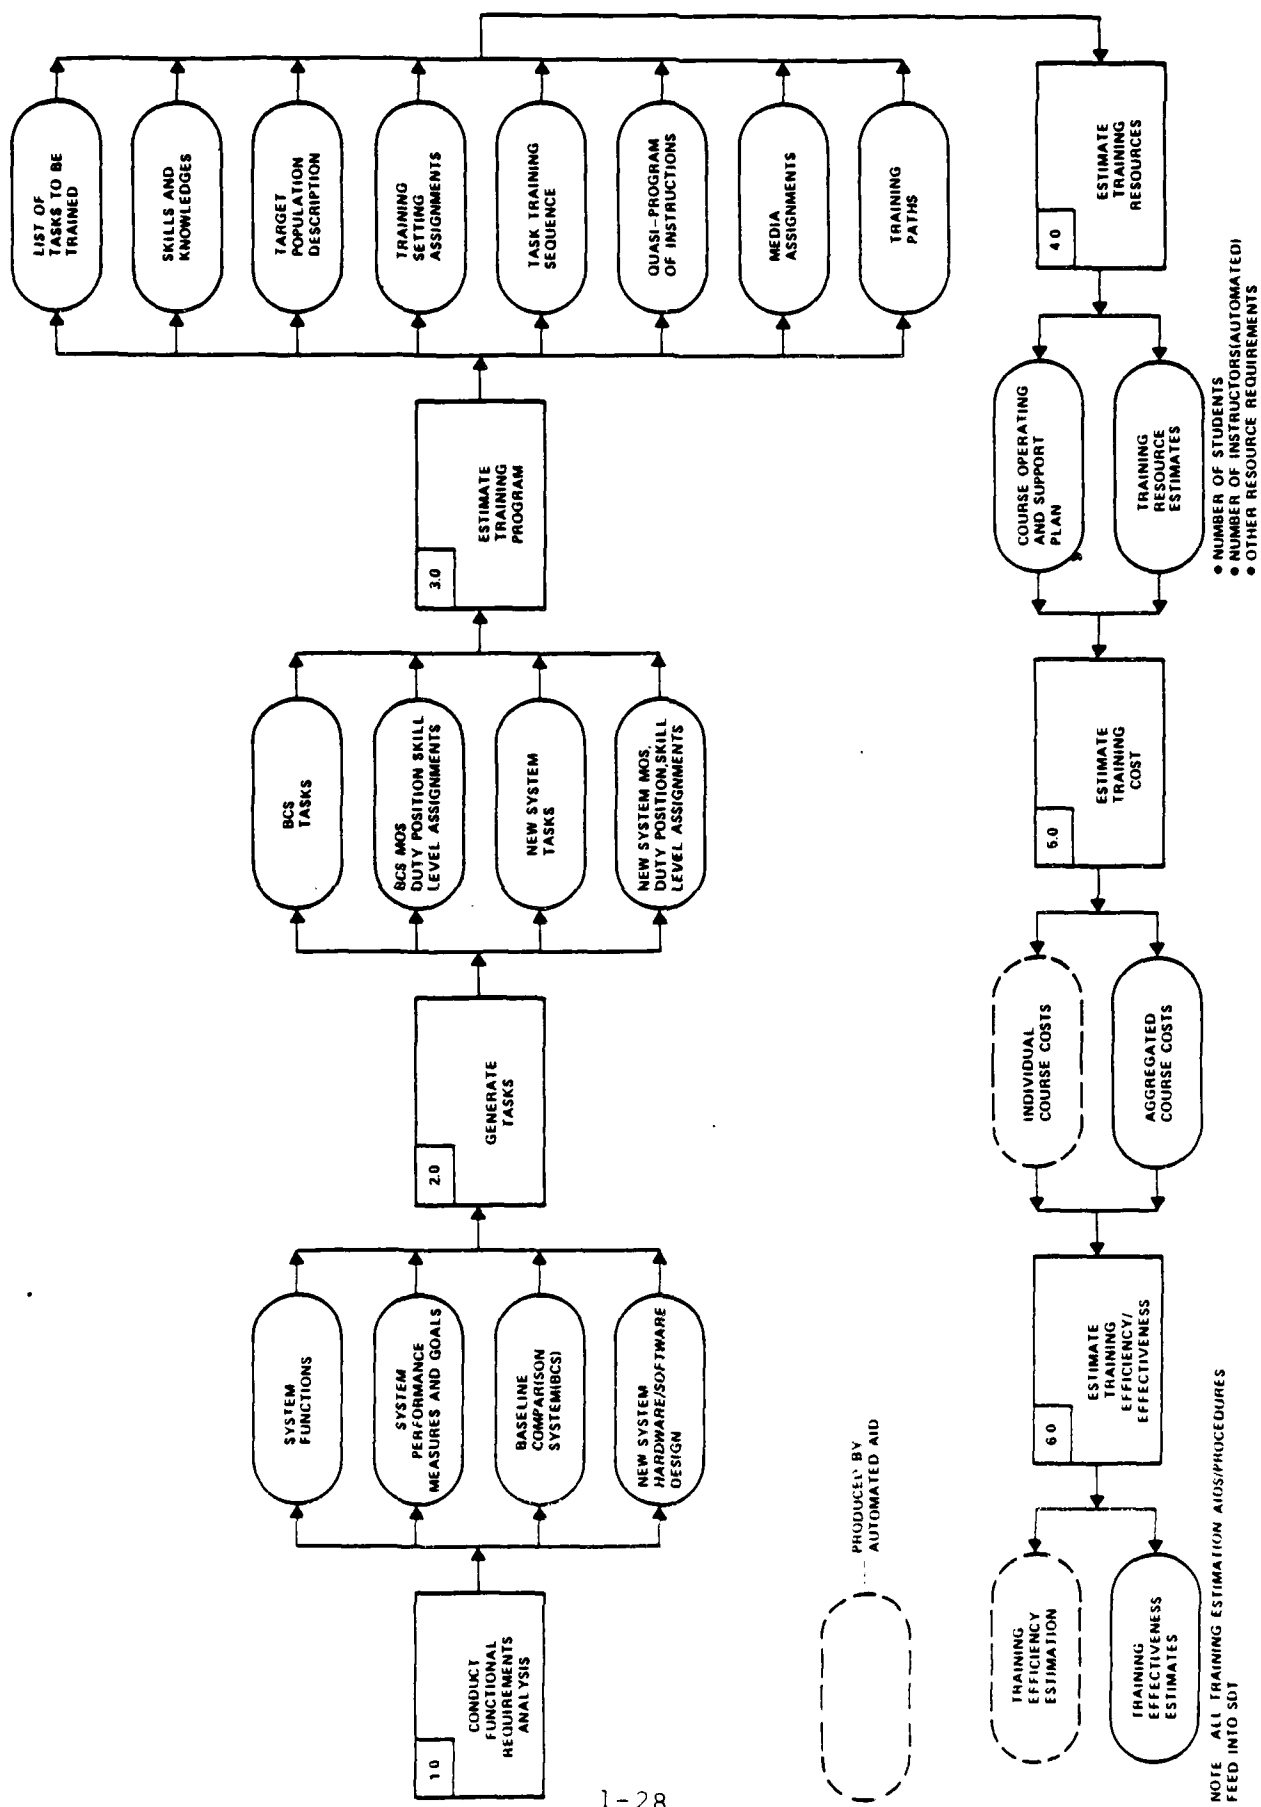 1.0
CONDUCT
FUNCTIONAL
REQUIREMENTS
ANALYSIS
SYSTEM
FUNCTIONS
SYSTEM
PERFORMANCE
MEASURES AND GOALS
BASELINE
COMPARISON
SYSTEM(BCS)
NEW SYSTEM
HARDWARE/SOFTWARE
DESIGN
2.0
GENERATE
TASKS
BCS
TASKS
BCS MOS
DUTY POSITION SKILL
LEVEL ASSIGNMENTS
NEW SYSTEM
TASKS
NEW SYSTEM MOS,
DUTY POSITION,SKILL
LEVEL ASSIGNMENTS
3.0
ESTIMATE
TRAINING
PROGRAM
LIST OF
TASKS TO BE
TRAINED
SKILLS AND
KNOWLEDGES
TARGET
POPULATION
DESCRIPTION
TRAINING
SETTING
ASSIGNMENTS
TASK TRAINING
SEQUENCE
QUASI-PROGRAM
OF INSTRUCTIONS
MEDIA
ASSIGNMENTS
TRAINING
PATHS
4.0
ESTIMATE
TRAINING
RESOURCES
COURSE OPERATING
AND SUPPORT
PLAN
TRAINING
RESOURCE
ESTIMATES
● NUMBER OF STUDENTS
● NUMBER OF INSTRUCTORS(AUTOMATED)
● OTHER RESOURCE REQUIREMENTS
5.0
ESTIMATE
TRAINING
COST
INDIVIDUAL
COURSE COSTS
AGGREGATED
COURSE COSTS
6.0
ESTIMATE
TRAINING
EFFICIENCY/
EFFECTIVENESS
TRAINING
EFFICIENCY
ESTIMATION
TRAINING
EFFECTIVENESS
ESTIMATES
PRODUCED BY
AUTOMATED AID
NOTE ALL TRAINING ESTIMATION AIDS/PROCEDURES
FEED INTO SDT
1-28